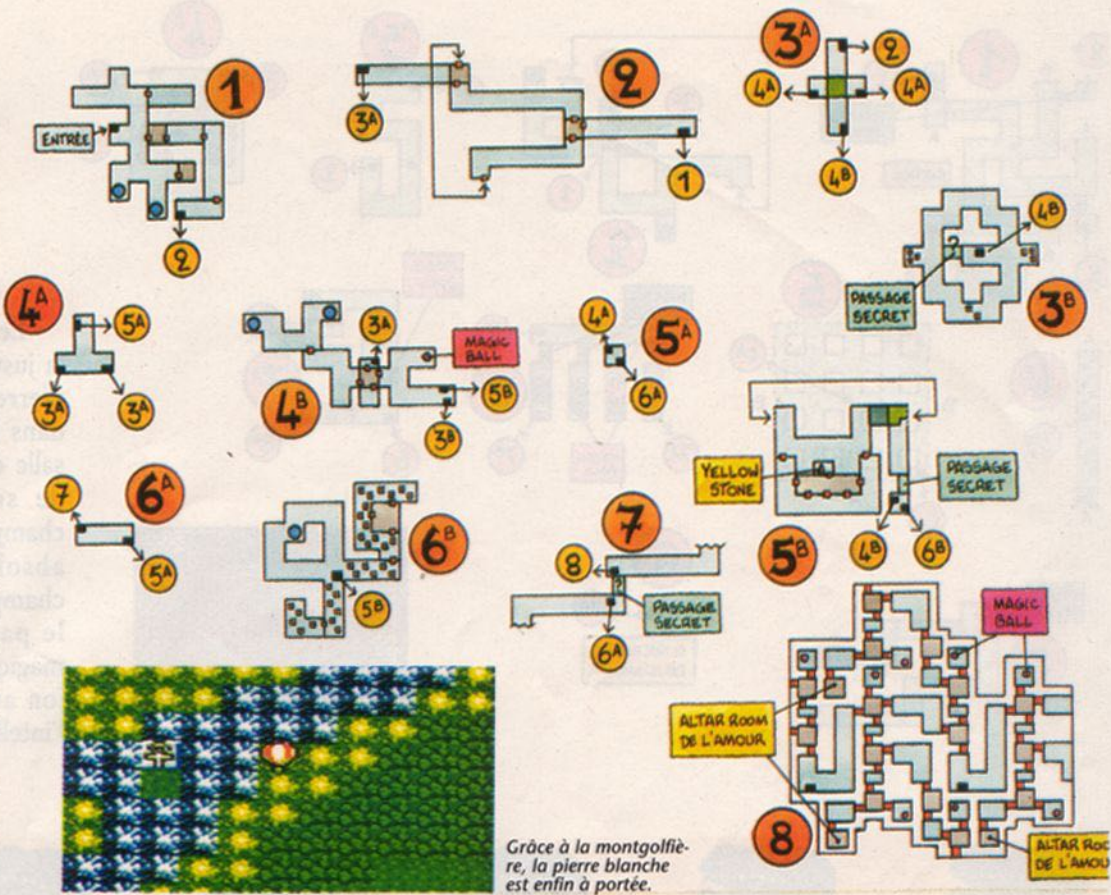 1
ENTRÉE
2
2
3A
1
3A
2
4A
4A
4B
3B
4B
PASSAGE
SECRET
4A
5A
3A
3A
4B
3A
MAGIC
BALL
5B
3B
5A
4A
6A
5B
YELLOW
STONE
PASSAGE
SECRET
4B
6B
6A
7
5A
6B
5B
7
8
PASSAGE
SECRET
6A
8
MAGIC
BALL
ALTAR ROOM
DE L'AMOUR
Grâce à la montgolfiè-
re, la pierre blanche
est enfin à portée.